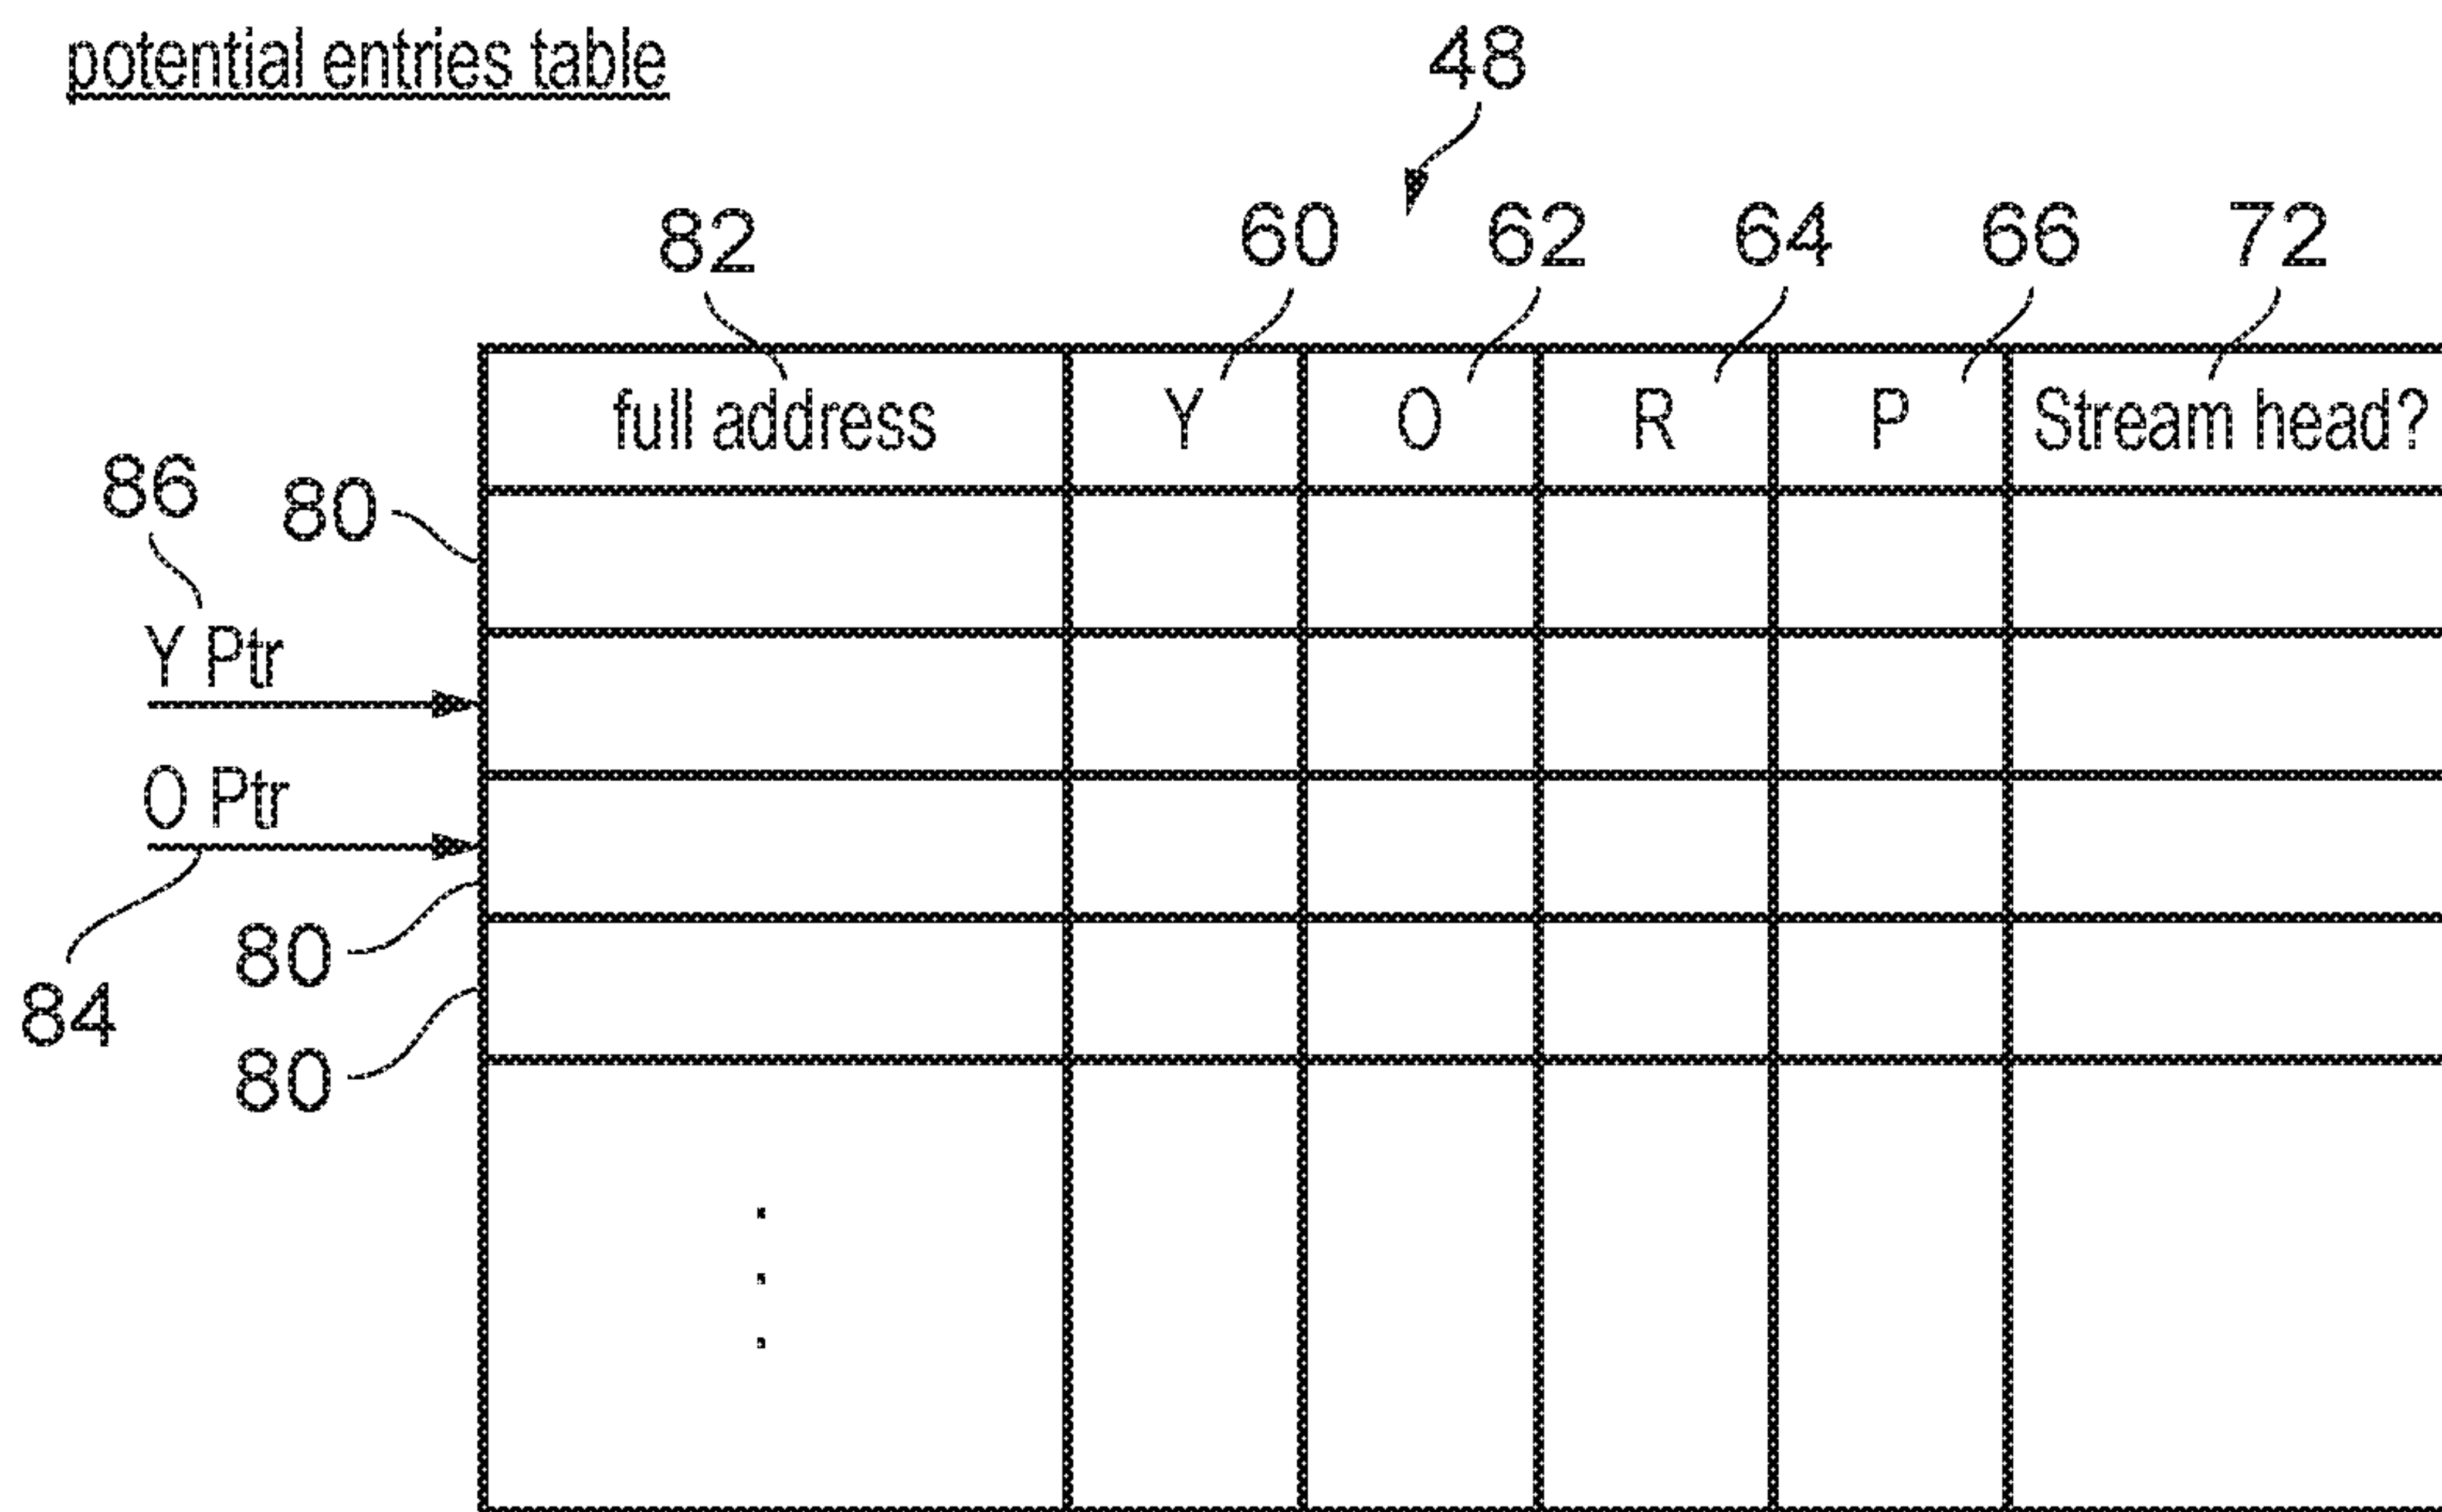 potential entries table
48
82 60 62 64 66 72
full address Y O R P Stream head?
86 80
Y Ptr
O Ptr
80
84
80